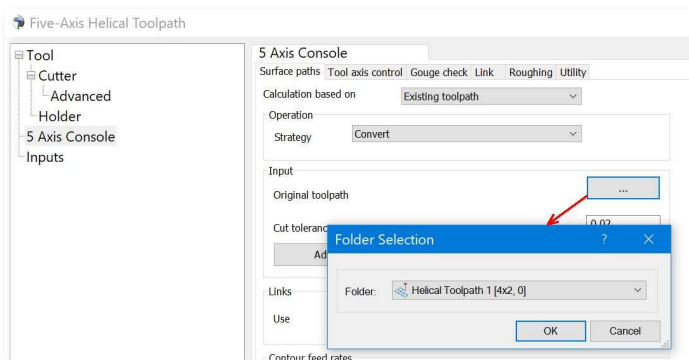 Five-Axis Helical Toolpath
Tool
Cutter
Advanced
Holder
5 Axis Console
Inputs
5 Axis Console
Surface paths Tool axis control Gouge check Link Roughing Utility
Calculation based on Existing toolpath
Operation
Strategy Convert
Input
Original toolpath ...
Cut toleranc 0.02
Ad
Folder Selection ? ×
Folder: Helical Toolpath 1 [4x2, 0]
OK Cancel
Links
Use
Contour feed rates